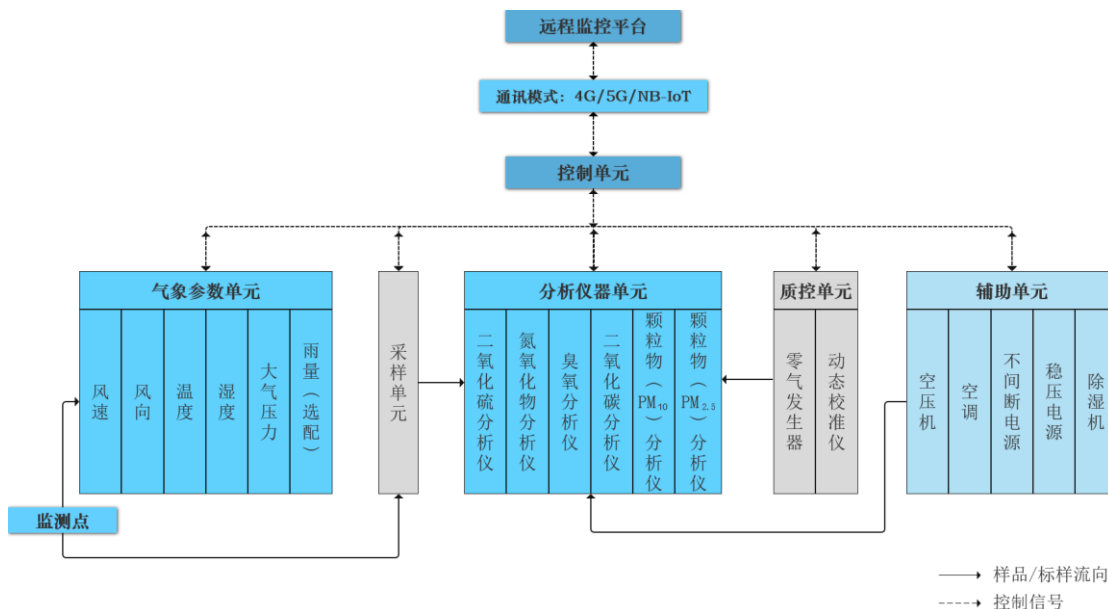 远程监控平台
通讯模式：4G/5G/NB-IoT
控制单元
气象参数单元
风速
风向
温度
湿度
大气压力
雨量（选配）
采样单元
分析仪器单元
二氧化硫分析仪
氮氧化物分析仪
臭氧分析仪
二氧化碳分析仪
颗粒物（PM₁₀）分析仪
颗粒物（PM₂.₅）分析仪
质控单元
零气发生器
动态校准仪
辅助单元
空压机
空调
不间断电源
稳压电源
除湿机
监测点
样品/标样流向
控制信号